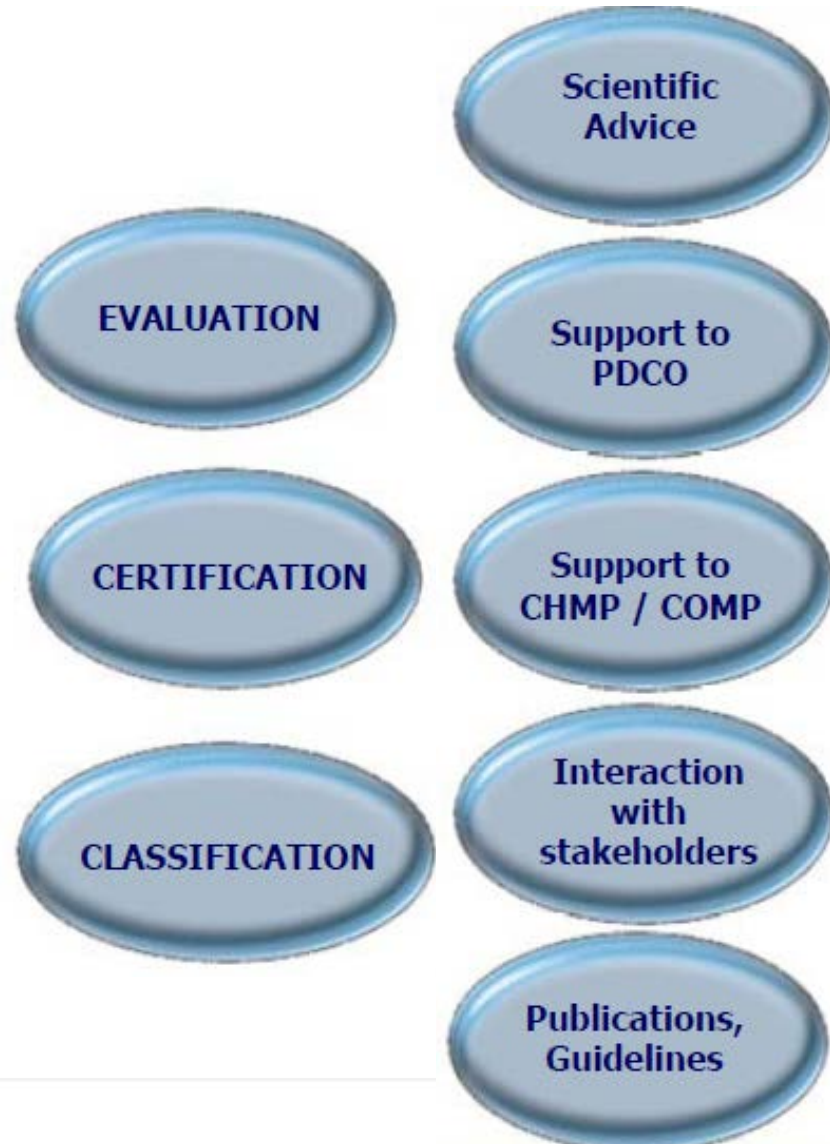 EVALUATION
CERTIFICATION
CLASSIFICATION
Scientific
Advice
Support to
PDCO
Support to
CHMP / COMP
Interaction
with
stakeholders
Publications,
Guidelines